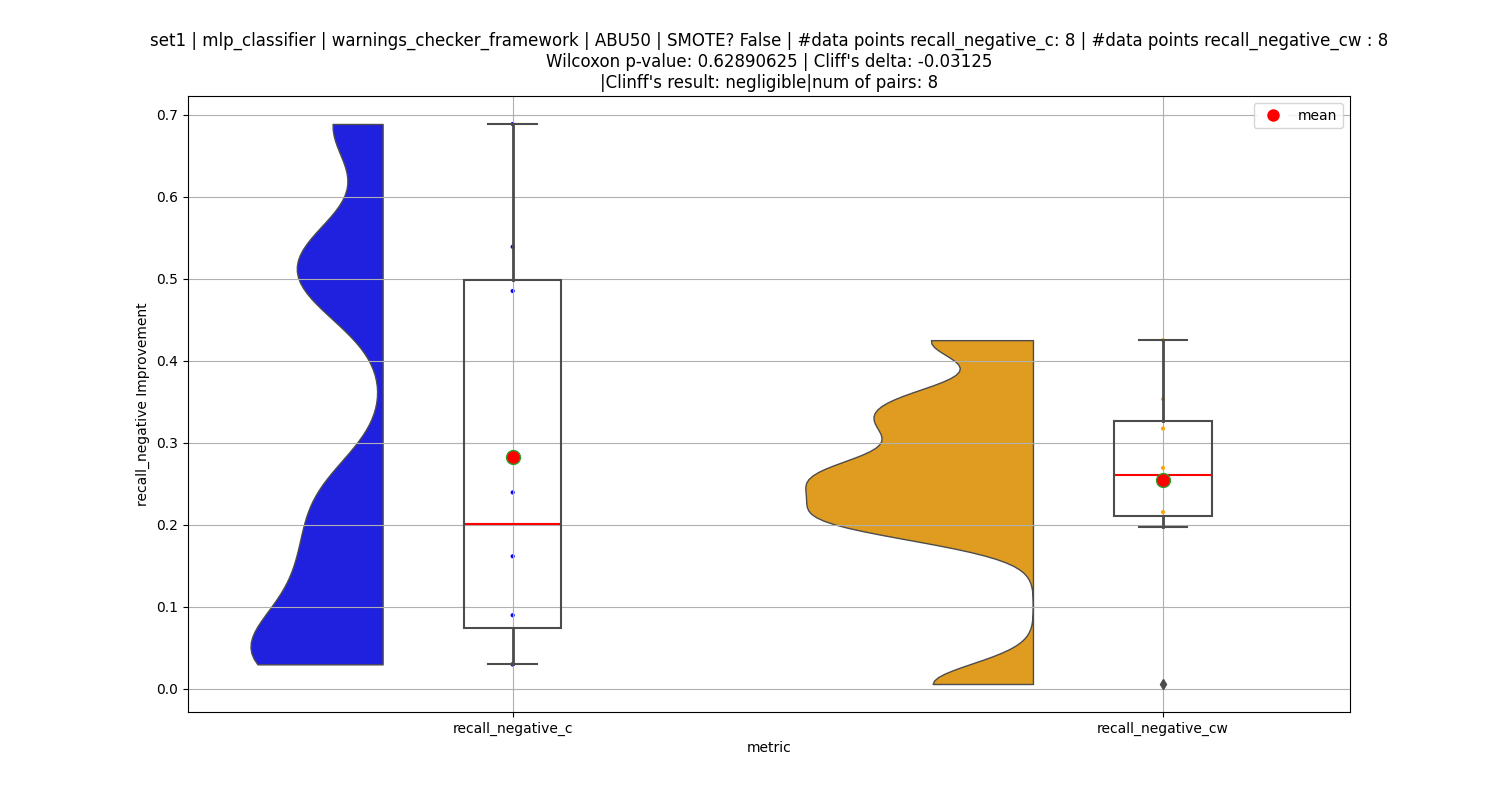 set1 | mlp_classifier | warnings_checker_framework | ABU50 | SMOTE? False | #data points recall_negative_c: 8 | #data points recall_negative_cw : 8
Wilcoxon p-value: 0.62890625 | Cliff's delta: -0.03125
|Clinff's result: negligible|num of pairs: 8
mean
0.7
0.6
0.5
0.4
0.3
0.2
0.1
0.0
recall_negative Improvement
recall_negative_c
recall_negative_cw
metric